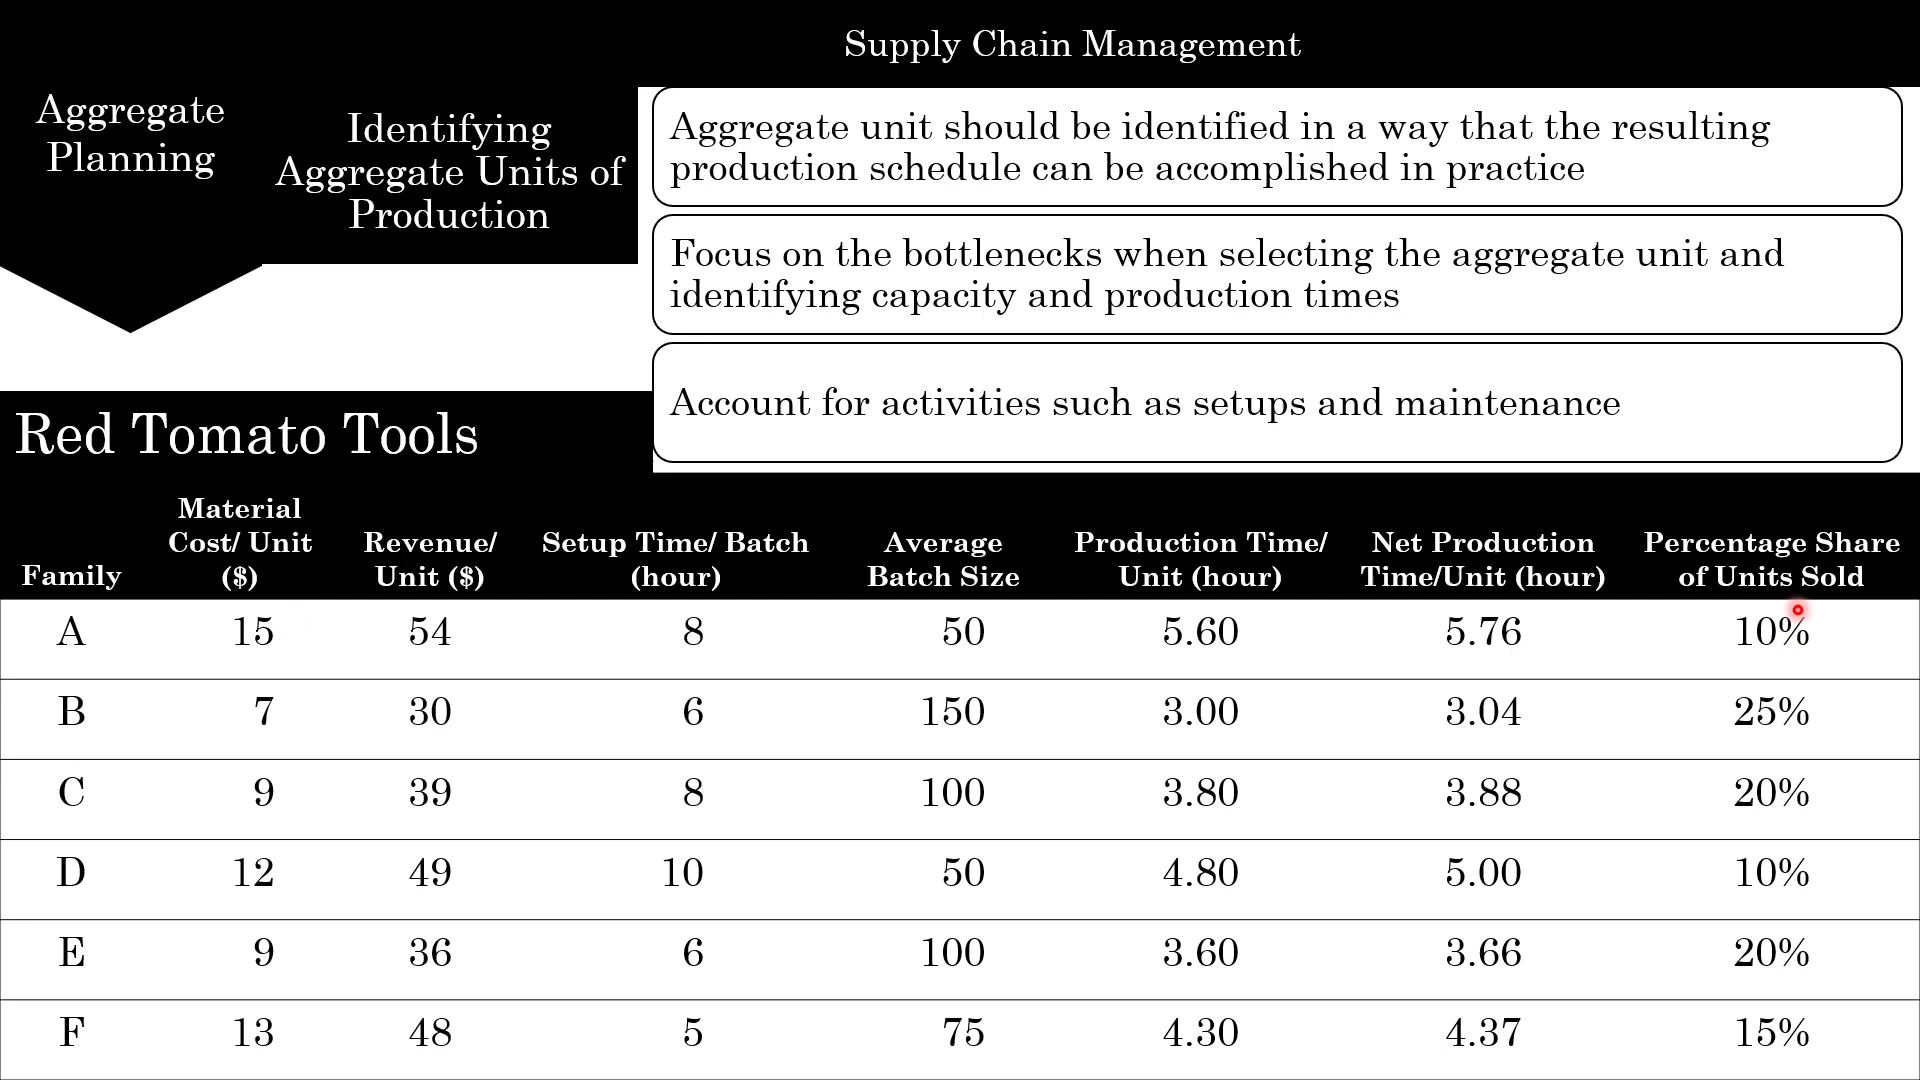 Supply Chain Management
Aggregate
Planning
Identifying
Aggregate Units of
Production
Aggregate unit should be identified in a way that the resulting
production schedule can be accomplished in practice
Focus on the bottlenecks when selecting the aggregate unit and
identifying capacity and production times
Account for activities such as setups and maintenance
Red Tomato Tools
Family Material Cost/ Unit ($) Revenue/ Unit ($) Setup Time/ Batch (hour) Average Batch Size Production Time/ Unit (hour) Net Production Time/Unit (hour) Percentage Share of Units Sold
A 15 54 8 50 5.60 5.76 10%
B 7 30 6 150 3.00 3.04 25%
C 9 39 8 100 3.80 3.88 20%
D 12 49 10 50 4.80 5.00 10%
E 9 36 6 100 3.60 3.66 20%
F 13 48 5 75 4.30 4.37 15%